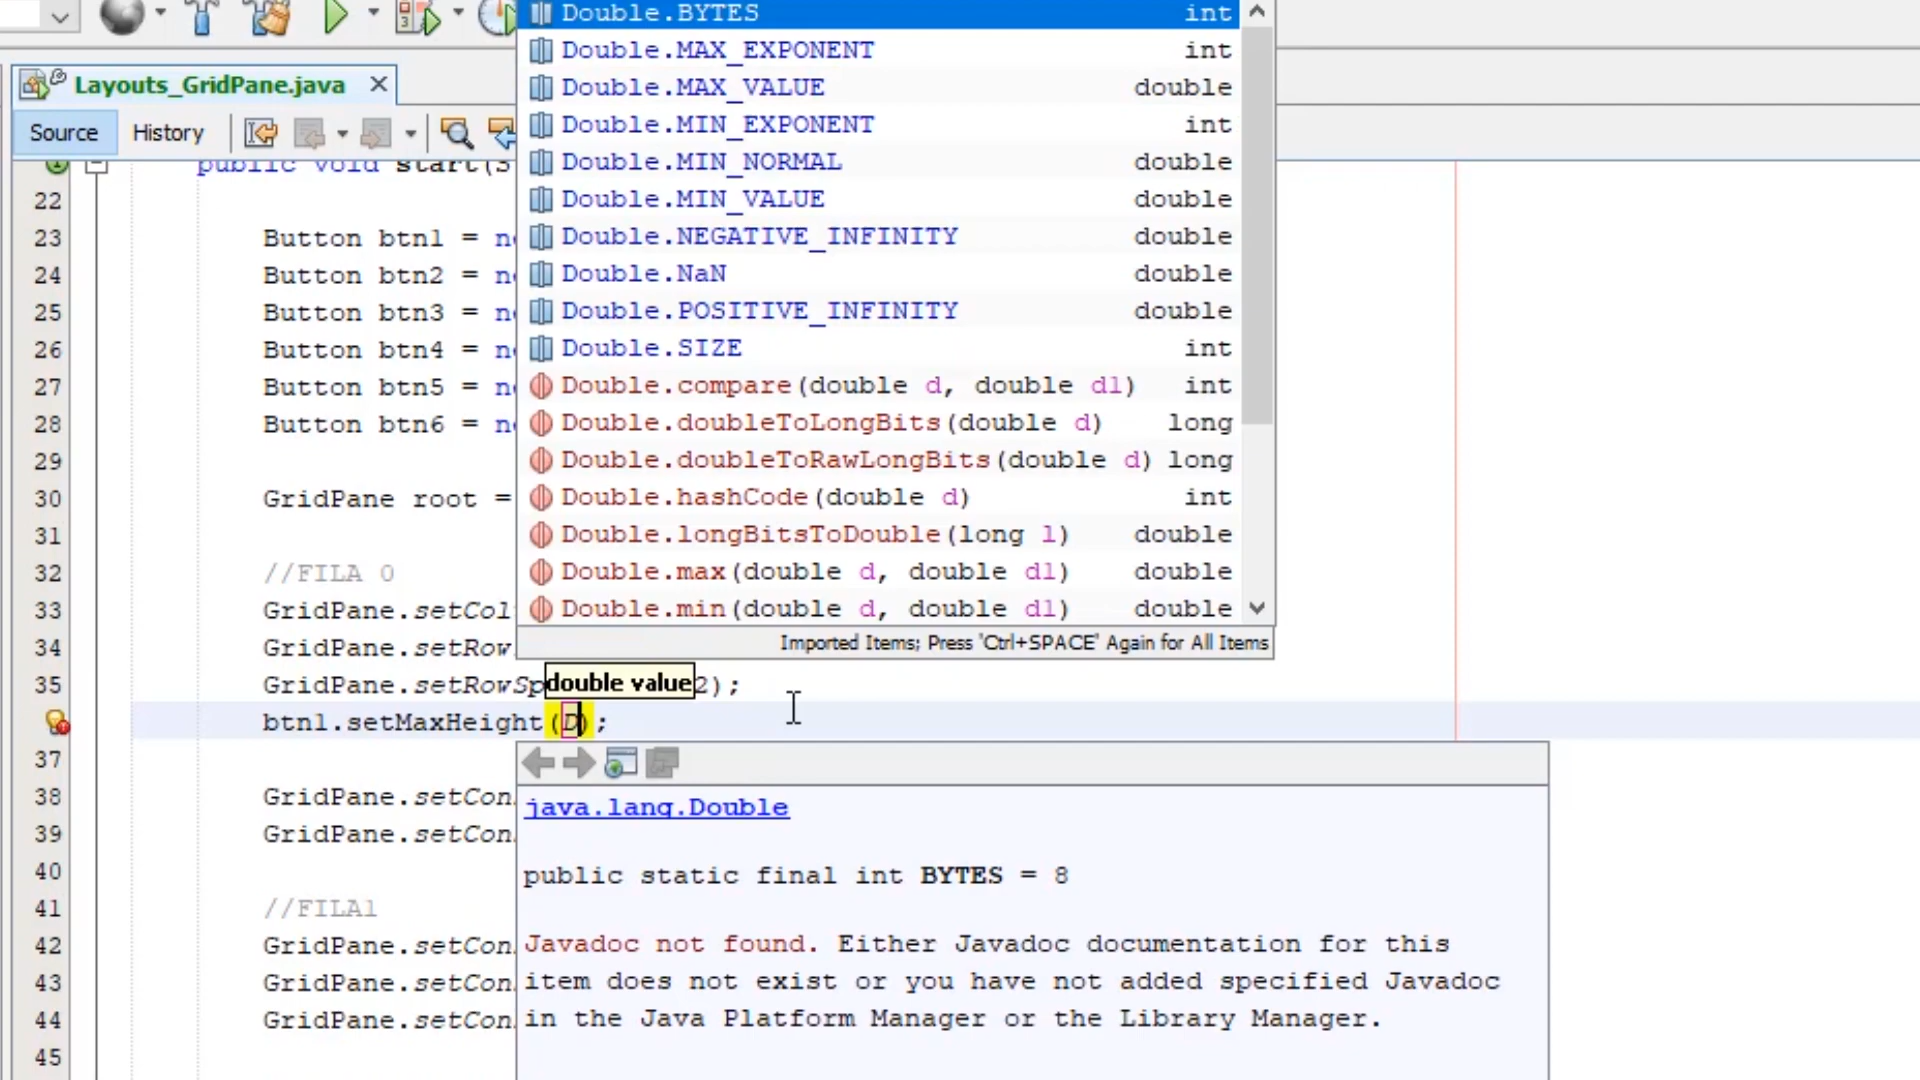 Double.BYTES int
Double.MAX_EXPONENT int
Double.MAX_VALUE double
Double.MIN_EXPONENT int
Double.MIN_NORMAL double
Double.MIN_VALUE double
Double.NEGATIVE_INFINITY double
Double.NaN double
Double.POSITIVE_INFINITY double
Double.SIZE int
Double.compare(double d, double d1) int
Double.doubleToLongBits(double d) long
Double.doubleToRawLongBits(double d) long
Double.hashCode(double d) int
Double.longBitsToDouble(long l) double
Double.max(double d, double d1) double
Double.min(double d, double d1) double
Imported Items; Press 'Ctrl+SPACE' Again for All Items
Layouts_GridPane.java
Source History
public void start(S
22
23 Button btn1 = n
24 Button btn2 = n
25 Button btn3 = n
26 Button btn4 = n
27 Button btn5 = n
28 Button btn6 = n
29
30 GridPane root =
31
32 //FILA 0
33 GridPane.setCol
34 GridPane.setRow
35 GridPane.setRowSp 2);
double value
btn1.setMaxHeight(D);
37
38 GridPane.setCon
39 GridPane.setCon
40
41 //FILA1
42 GridPane.setCon
43 GridPane.setCon
44 GridPane.setCon
45
java.lang.Double
public static final int BYTES = 8
Javadoc not found. Either Javadoc documentation for this
item does not exist or you have not added specified Javadoc
in the Java Platform Manager or the Library Manager.